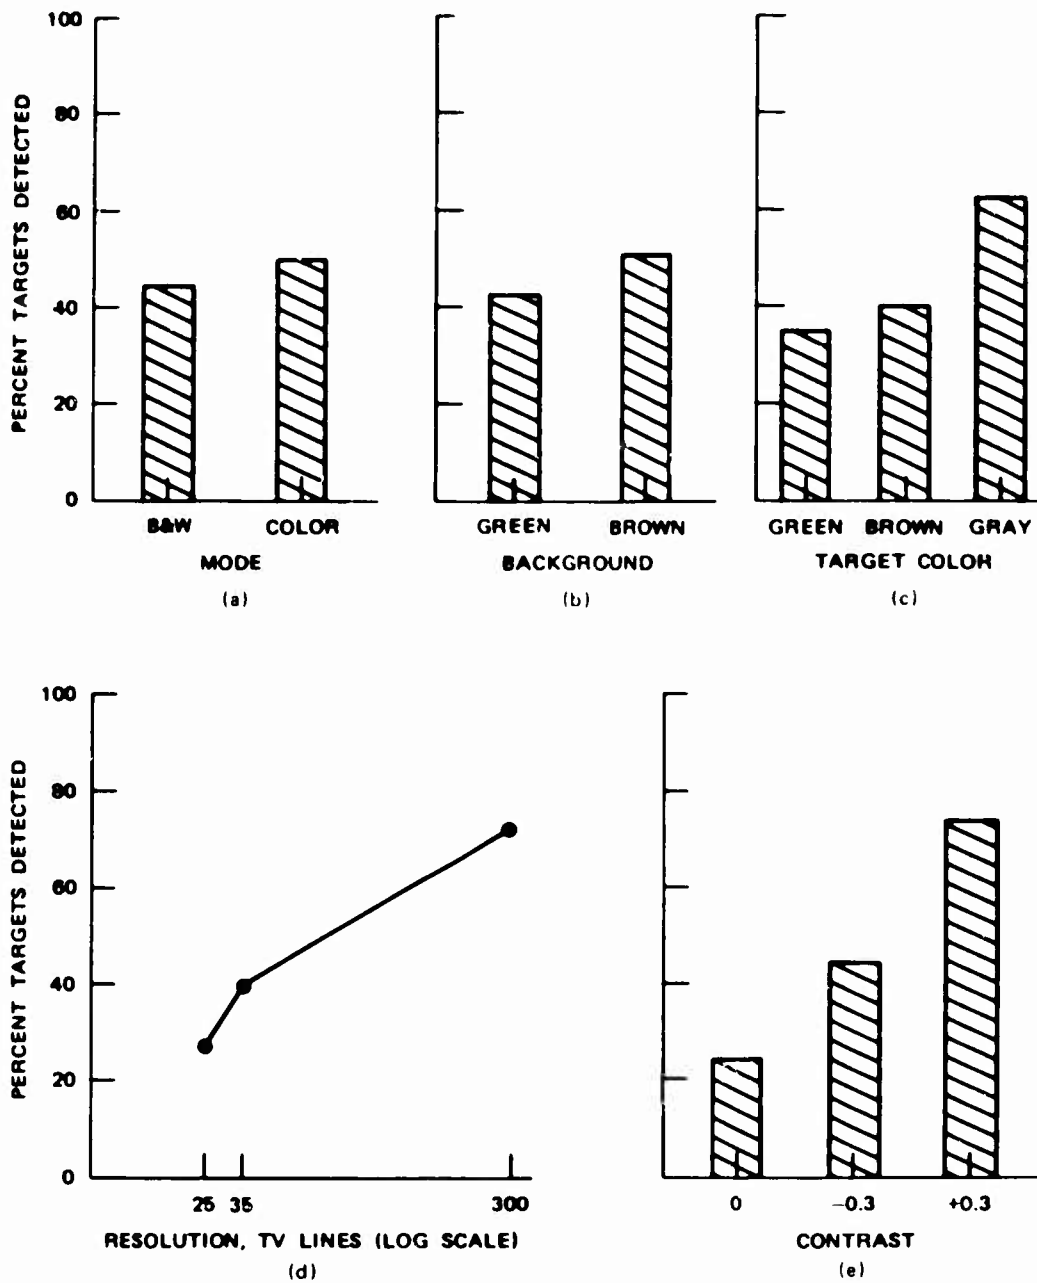 PERCENT TARGETS DETECTED
100
80
60
40
20
0
B&W COLOR
MODE
(a)
GREEN BROWN
BACKGROUND
(b)
GREEN BROWN GRAY
TARGET COLOR
(c)
PERCENT TARGETS DETECTED
100
80
60
40
20
0
25 35 300
RESOLUTION, TV LINES (LOG SCALE)
(d)
0 −0.3 +0.3
CONTRAST
(e)